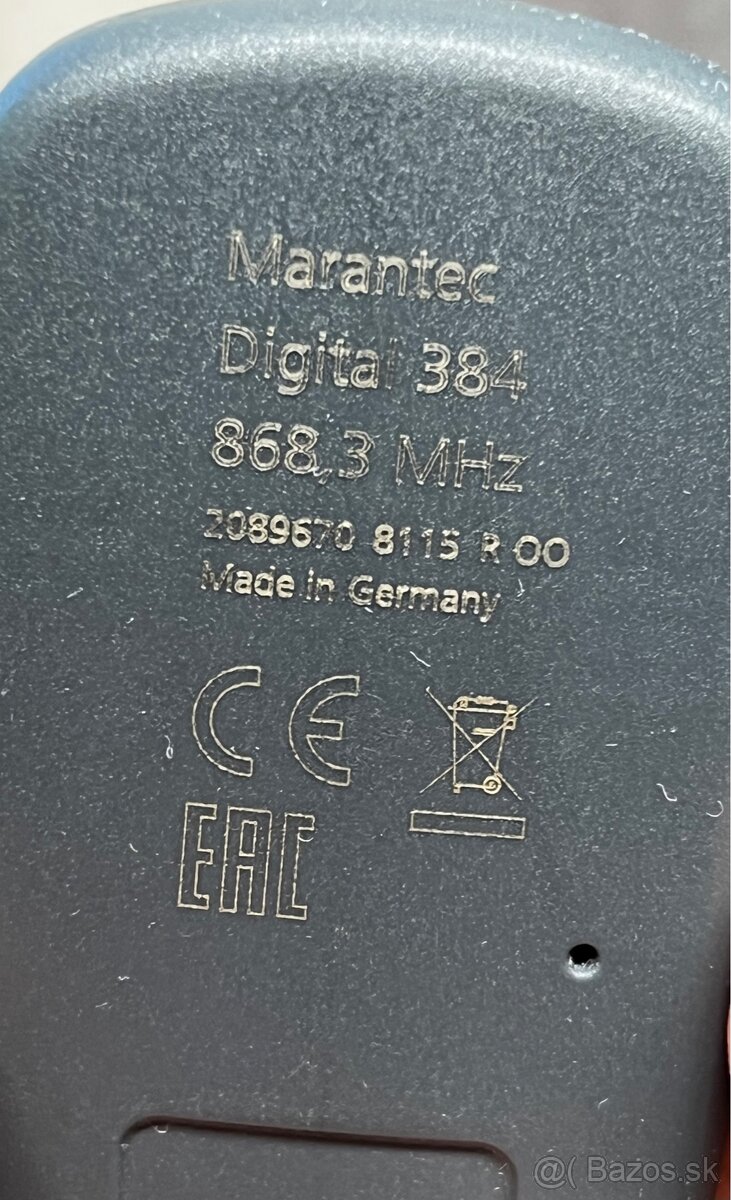 Marantec
Digital 384
868,3 MHz
2089670 8115 R 00
Made in Germany
CE
EAC
@( Bazos.sk